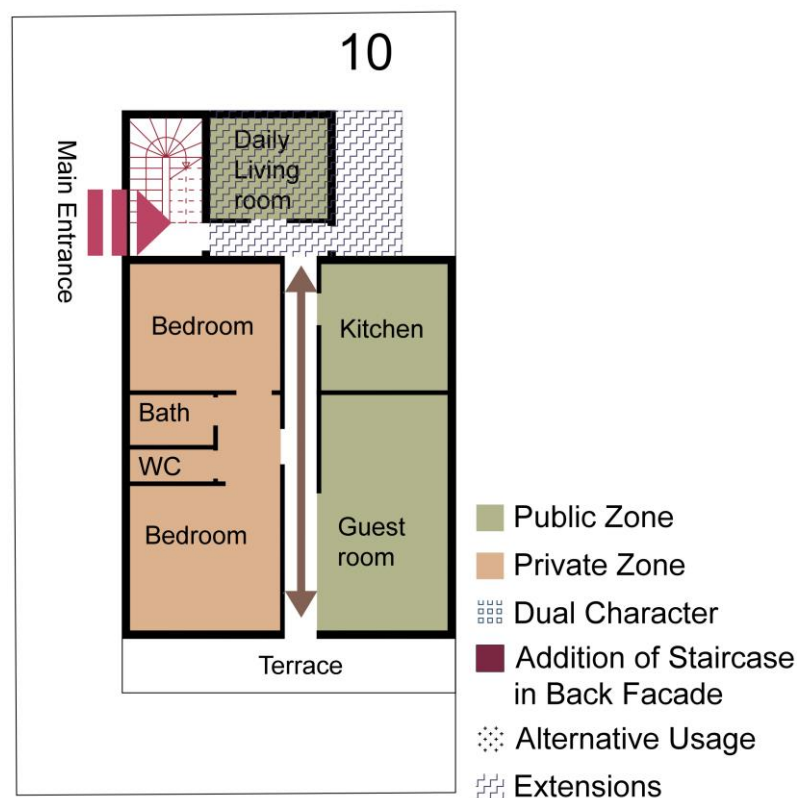 10
Main Entrance
Daily
Living
room
Bedroom
Kitchen
Bath
WC
Bedroom
Guest
room
Terrace
Public Zone
Private Zone
Dual Character
Addition of Staircase
in Back Facade
Alternative Usage
Extensions